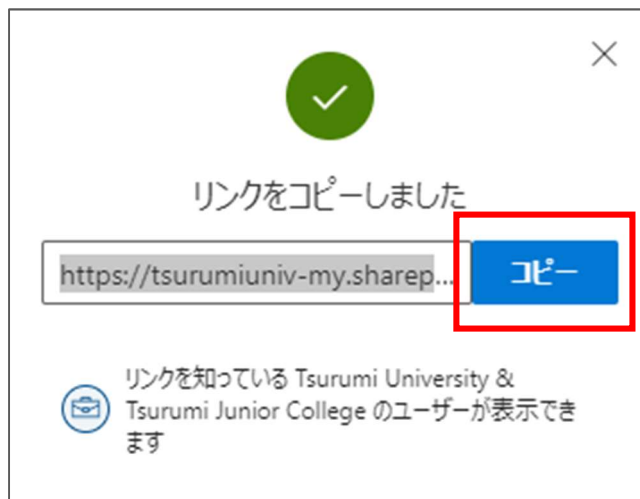 リンクをコピーしました
https://tsurumiuniv-my.sharep...
コピー
リンクを知っている Tsurumi University &
Tsurumi Junior College のユーザーが表示でき
ます